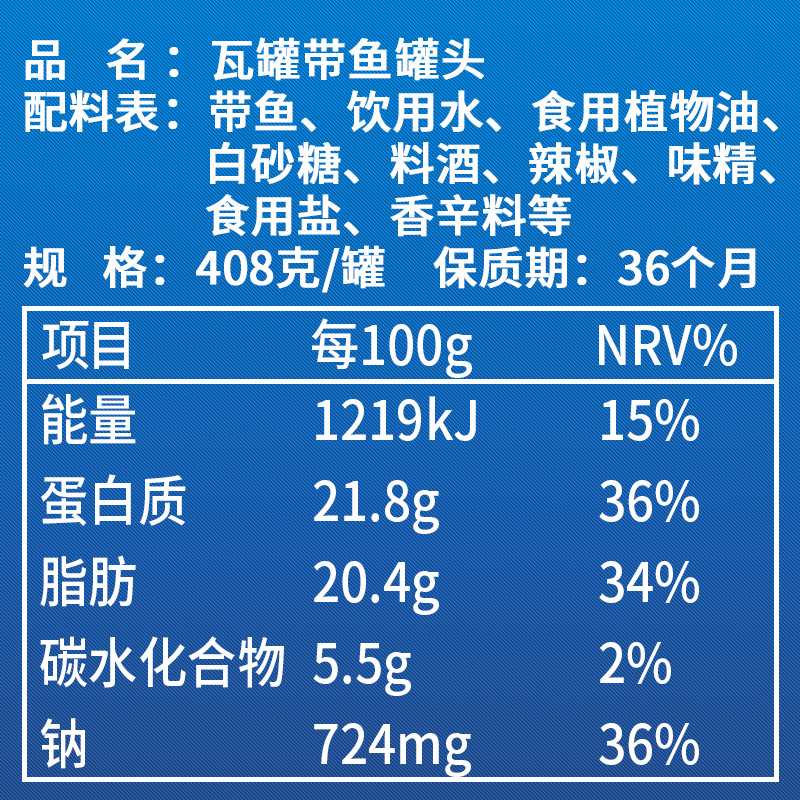 品 名：瓦罐带鱼罐头
配料表：带鱼、饮用水、食用植物油、
白砂糖、料酒、辣椒、味精、
食用盐、香辛料等
规 格：408克/罐 保质期：36个月
项目 每100g NRV%
能量 1219kJ 15%
蛋白质 21.8g 36%
脂肪 20.4g 34%
碳水化合物 5.5g 2%
钠 724mg 36%